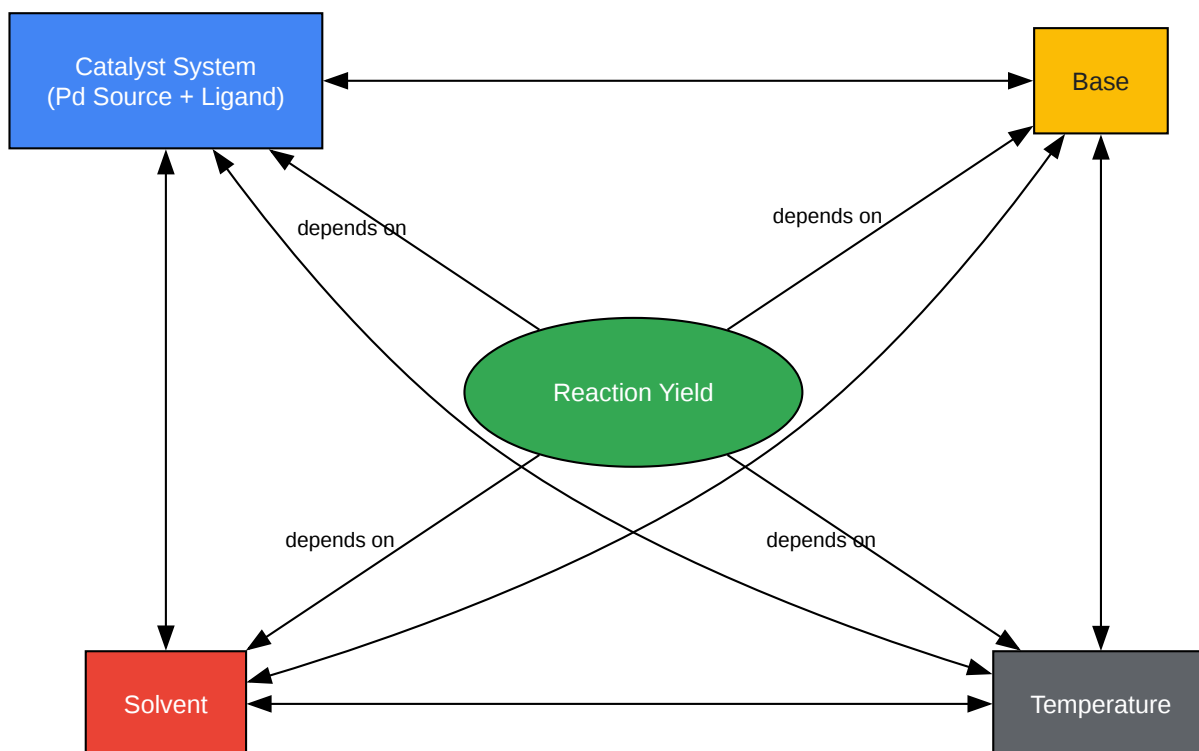 Catalyst System
(Pd Source + Ligand)
Base
depends on
depends on
Reaction Yield
depends on
depends on
Solvent
Temperature